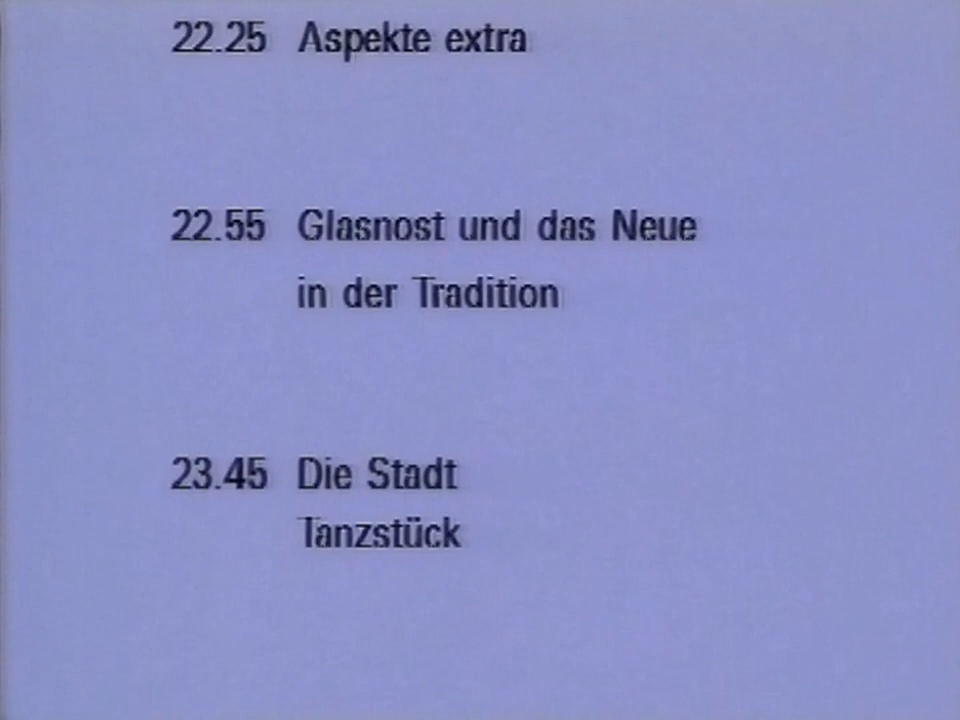 22.25 Aspekte extra
22.55 Glasnost und das Neue
in der Tradition
23.45 Die Stadt
Tanzstück